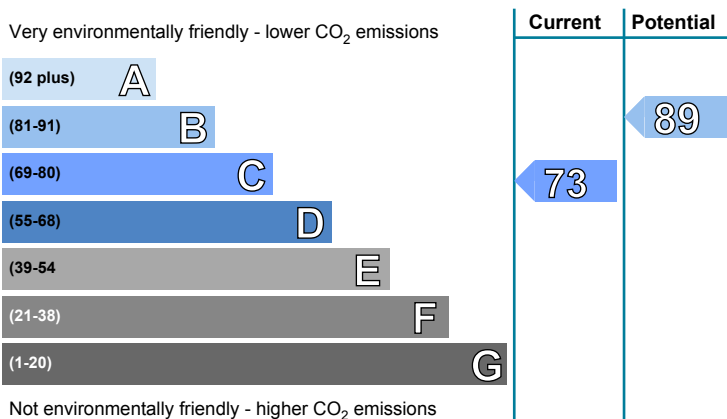 Very environmentally friendly - lower CO2 emissions
Current
Potential
(92 plus) A
(81-91) B
89
(69-80) C
73
(55-68) D
(39-54 E
(21-38) F
(1-20) G
Not environmentally friendly - higher CO2 emissions